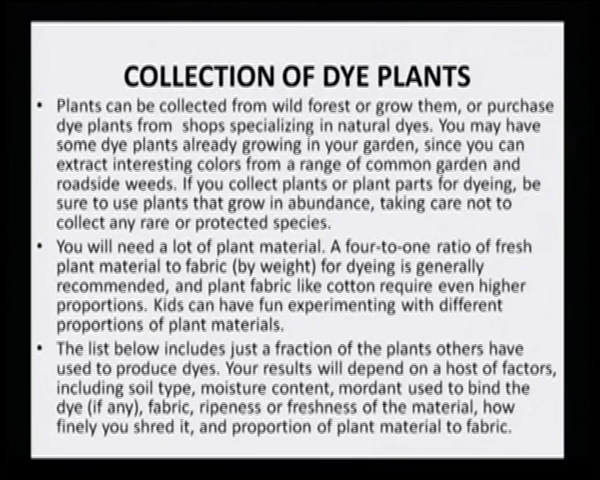 COLLECTION OF DYE PLANTS
• Plants can be collected from wild forest or grow them, or purchase
dye plants from shops specializing in natural dyes. You may have
some dye plants already growing in your garden, since you can
extract interesting colors from a range of common garden and
roadside weeds. If you collect plants or plant parts for dyeing, be
sure to use plants that grow in abundance, taking care not to
collect any rare or protected species.
• You will need a lot of plant material. A four-to-one ratio of fresh
plant material to fabric (by weight) for dyeing is generally
recommended, and plant fabric like cotton require even higher
proportions. Kids can have fun experimenting with different
proportions of plant materials.
• The list below includes just a fraction of the plants others have
used to produce dyes. Your results will depend on a host of factors,
including soil type, moisture content, mordant used to bind the
dye (if any), fabric, ripeness or freshness of the material, how
finely you shred it, and proportion of plant material to fabric.